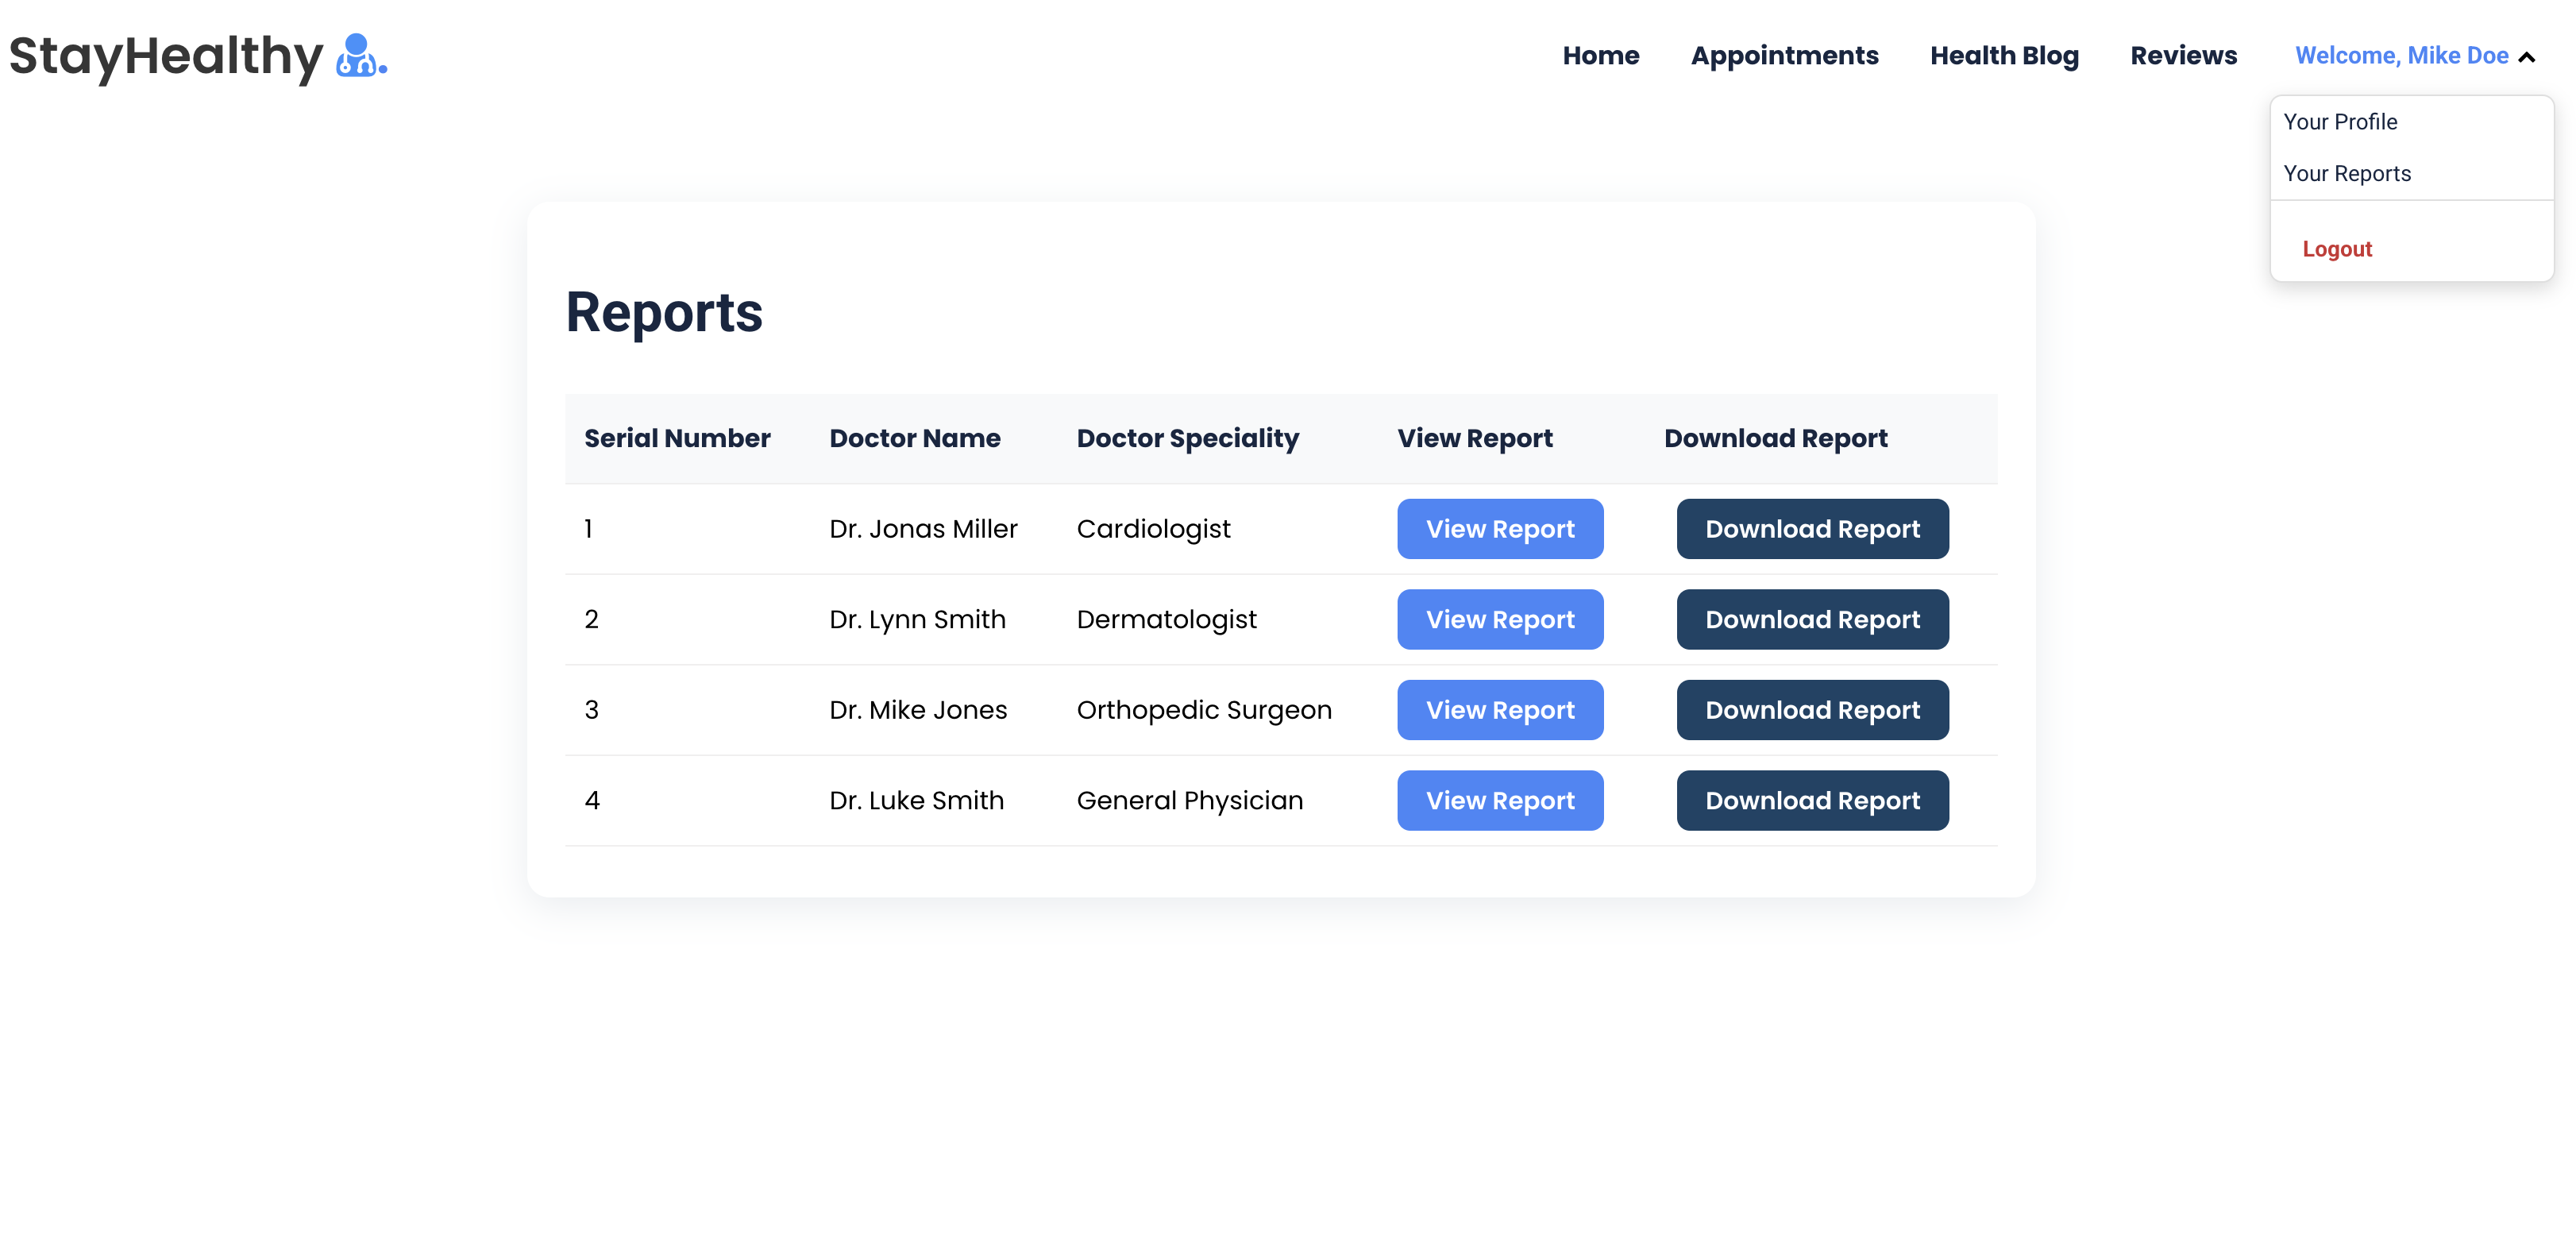 StayHealthy
Home Appointments Health Blog Reviews Welcome, Mike Doe
Your Profile
Your Reports
Logout
Reports
Serial Number Doctor Name Doctor Speciality View Report Download Report
1 Dr. Jonas Miller Cardiologist View Report Download Report
2 Dr. Lynn Smith Dermatologist View Report Download Report
3 Dr. Mike Jones Orthopedic Surgeon View Report Download Report
4 Dr. Luke Smith General Physician View Report Download Report